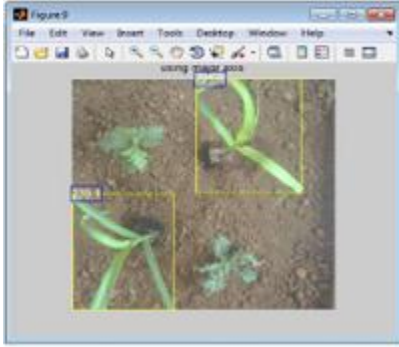 Figure 9
File Edit View Insert Tools Desktop Window Help
using major axis